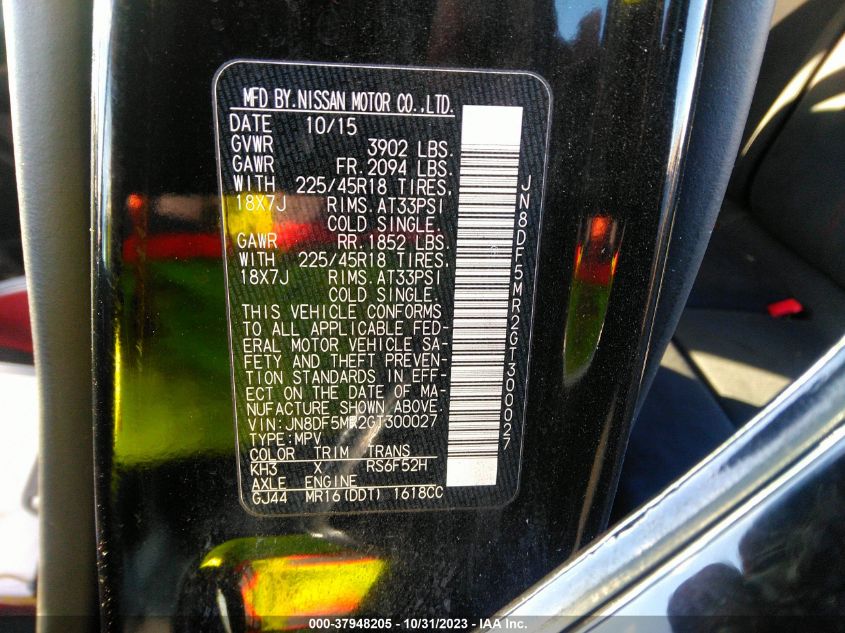 MFD BY.NISSAN MOTOR CO.,LTD.
DATE 10/15
GVWR 3902 LBS.
GAWR FR.2094 LBS.
WITH 225/45R18 TIRES,
18X7J RIMS.AT33PSI
COLD SINGLE.
GAWR RR.1852 LBS.
WITH 225/45R18 TIRES,
18X7J RIMS.AT33PSI
COLD SINGLE.
THIS VEHICLE CONFORMS
TO ALL APPLICABLE FED-
ERAL MOTOR VEHICLE SA-
FETY AND THEFT PREVEN-
TION STANDARDS IN EFF-
ECT ON THE DATE OF MA-
NUFACTURE SHOWN ABOVE.
VIN:JN8DF5MR2GT300027
TYPE:MPV
COLOR TRIM TRANS
KH3 X RS6F52H
AXLE ENGINE
GJ44 MR16(DDT) 1618CC
JN8DF5MR2GT300027
000-37948205 - 10/31/2023 - IAA Inc.